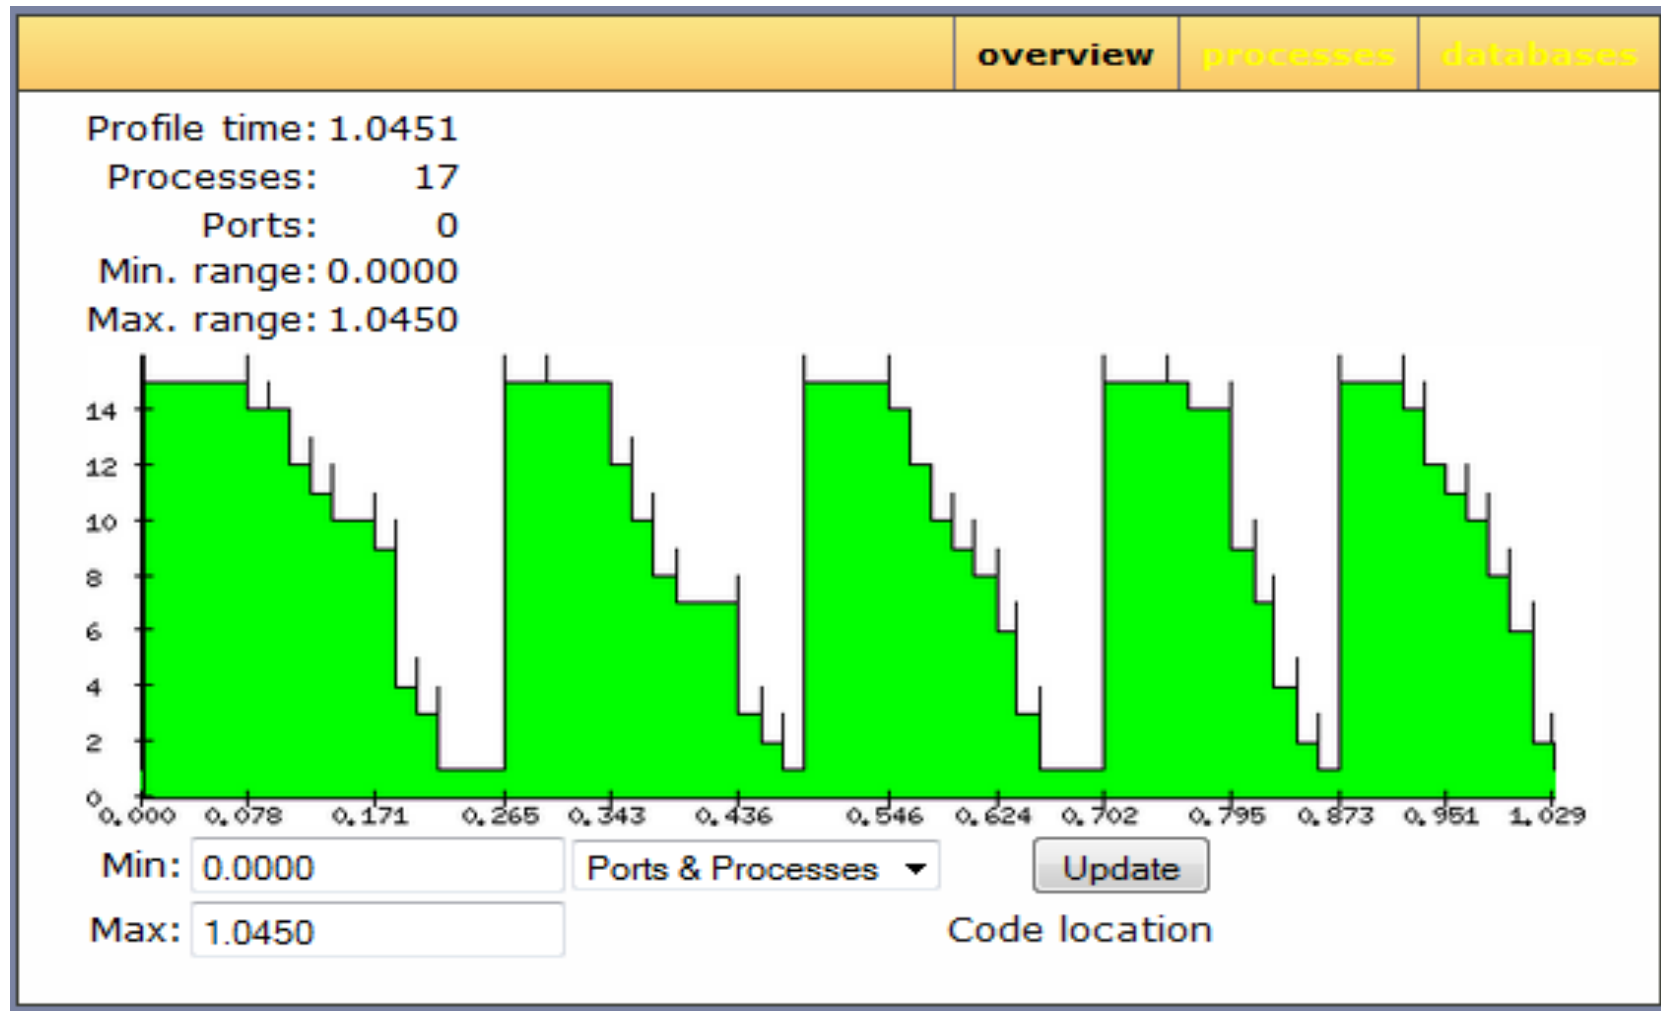 overview processes databases
Profile time: 1.0451
Processes: 17
Ports: 0
Min. range: 0.0000
Max. range: 1.0450
14
12
10
8
6
4
2
0
0.000 0.078 0.171 0.265 0.343 0.436 0.546 0.624 0.702 0.795 0.873 0.951 1.029
Min: 0.0000 Ports & Processes Update
Max: 1.0450 Code location